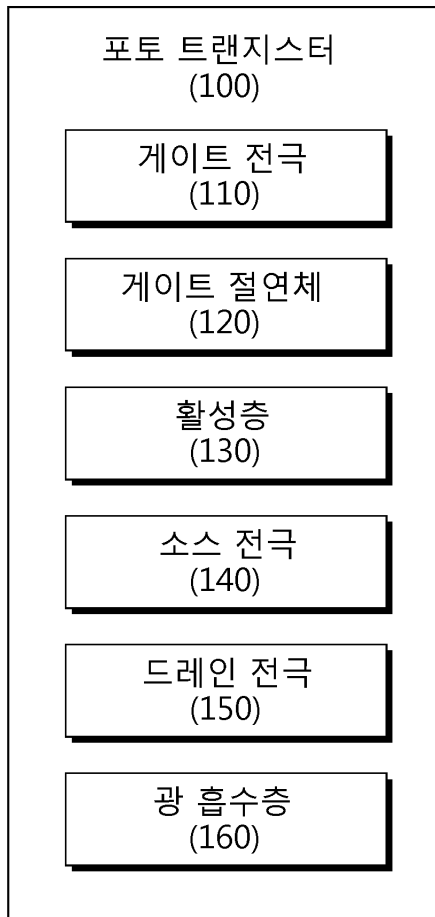 포토 트랜지스터
(100)
게이트 전극
(110)
게이트 절연체
(120)
활성층
(130)
소스 전극
(140)
드레인 전극
(150)
광 흡수층
(160)